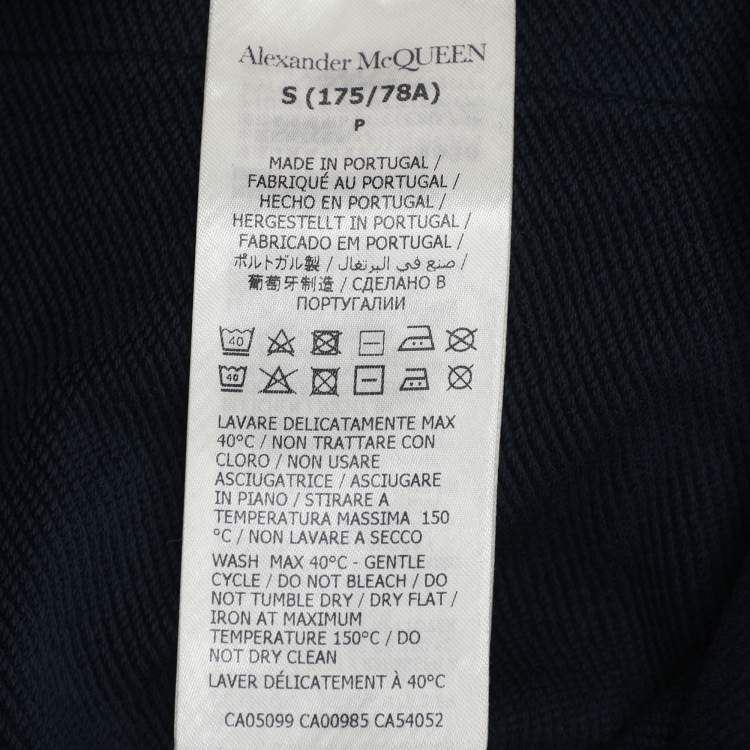 Alexander McQUEEN
S (175/78A)
P
MADE IN PORTUGAL /
FABRIQUÉ AU PORTUGAL /
HECHO EN PORTUGAL /
HERGESTELLT IN PORTUGAL /
FABRICADO EM PORTUGAL /
ポルトガル製 / صنع في البرتغال /
葡萄牙制造 / СДЕЛАНО В
ПОРТУГАЛИИ
40
40
LAVARE DELICATAMENTE MAX
40°C / NON TRATTARE CON
CLORO / NON USARE
ASCIUGATRICE / ASCIUGARE
IN PIANO / STIRARE A
TEMPERATURA MASSIMA 150
°C / NON LAVARE A SECCO
WASH MAX 40°C - GENTLE
CYCLE / DO NOT BLEACH / DO
NOT TUMBLE DRY / DRY FLAT /
IRON AT MAXIMUM
TEMPERATURE 150°C / DO
NOT DRY CLEAN
LAVER DÉLICATEMENT À 40°C
CA05099 CA00985 CA54052